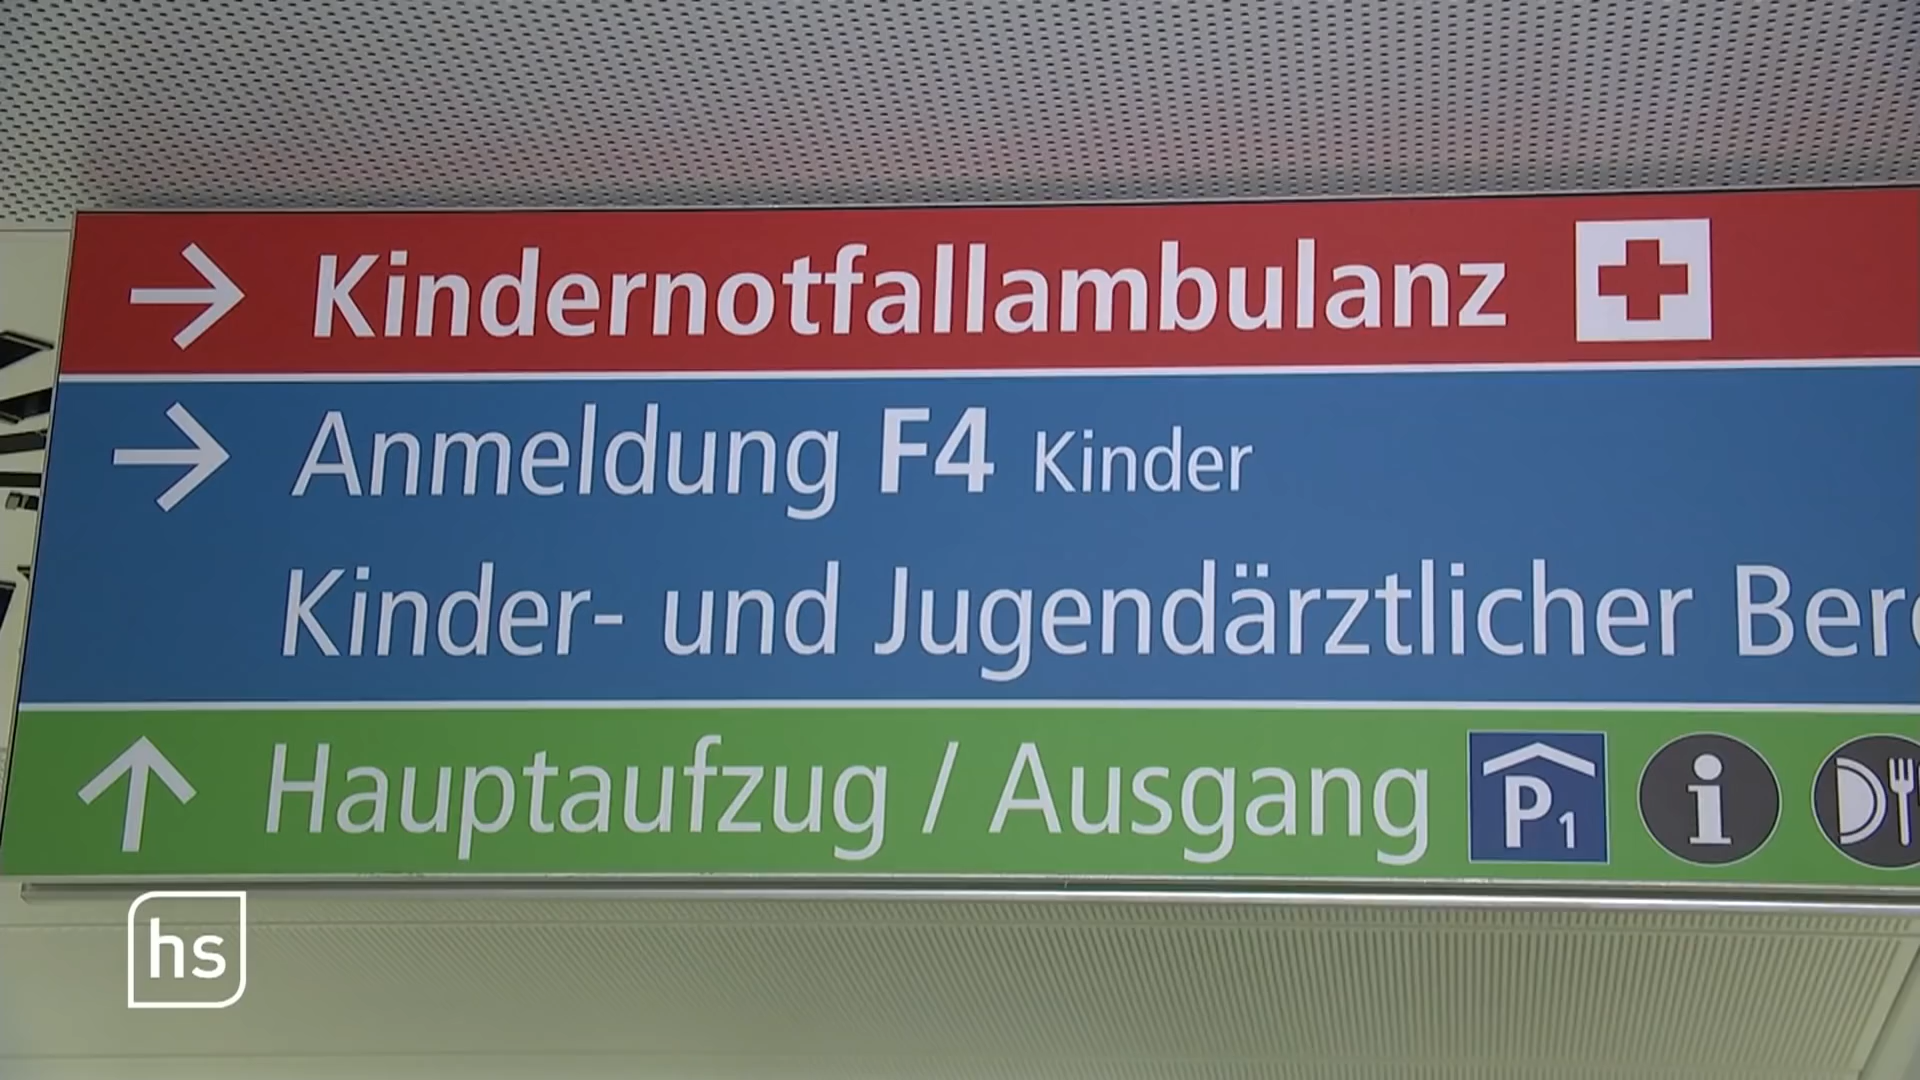 Kindernotfallambulanz
Anmeldung F4 Kinder
Kinder- und Jugendärztlicher
Hauptaufzug / Ausgang P1 i
hs